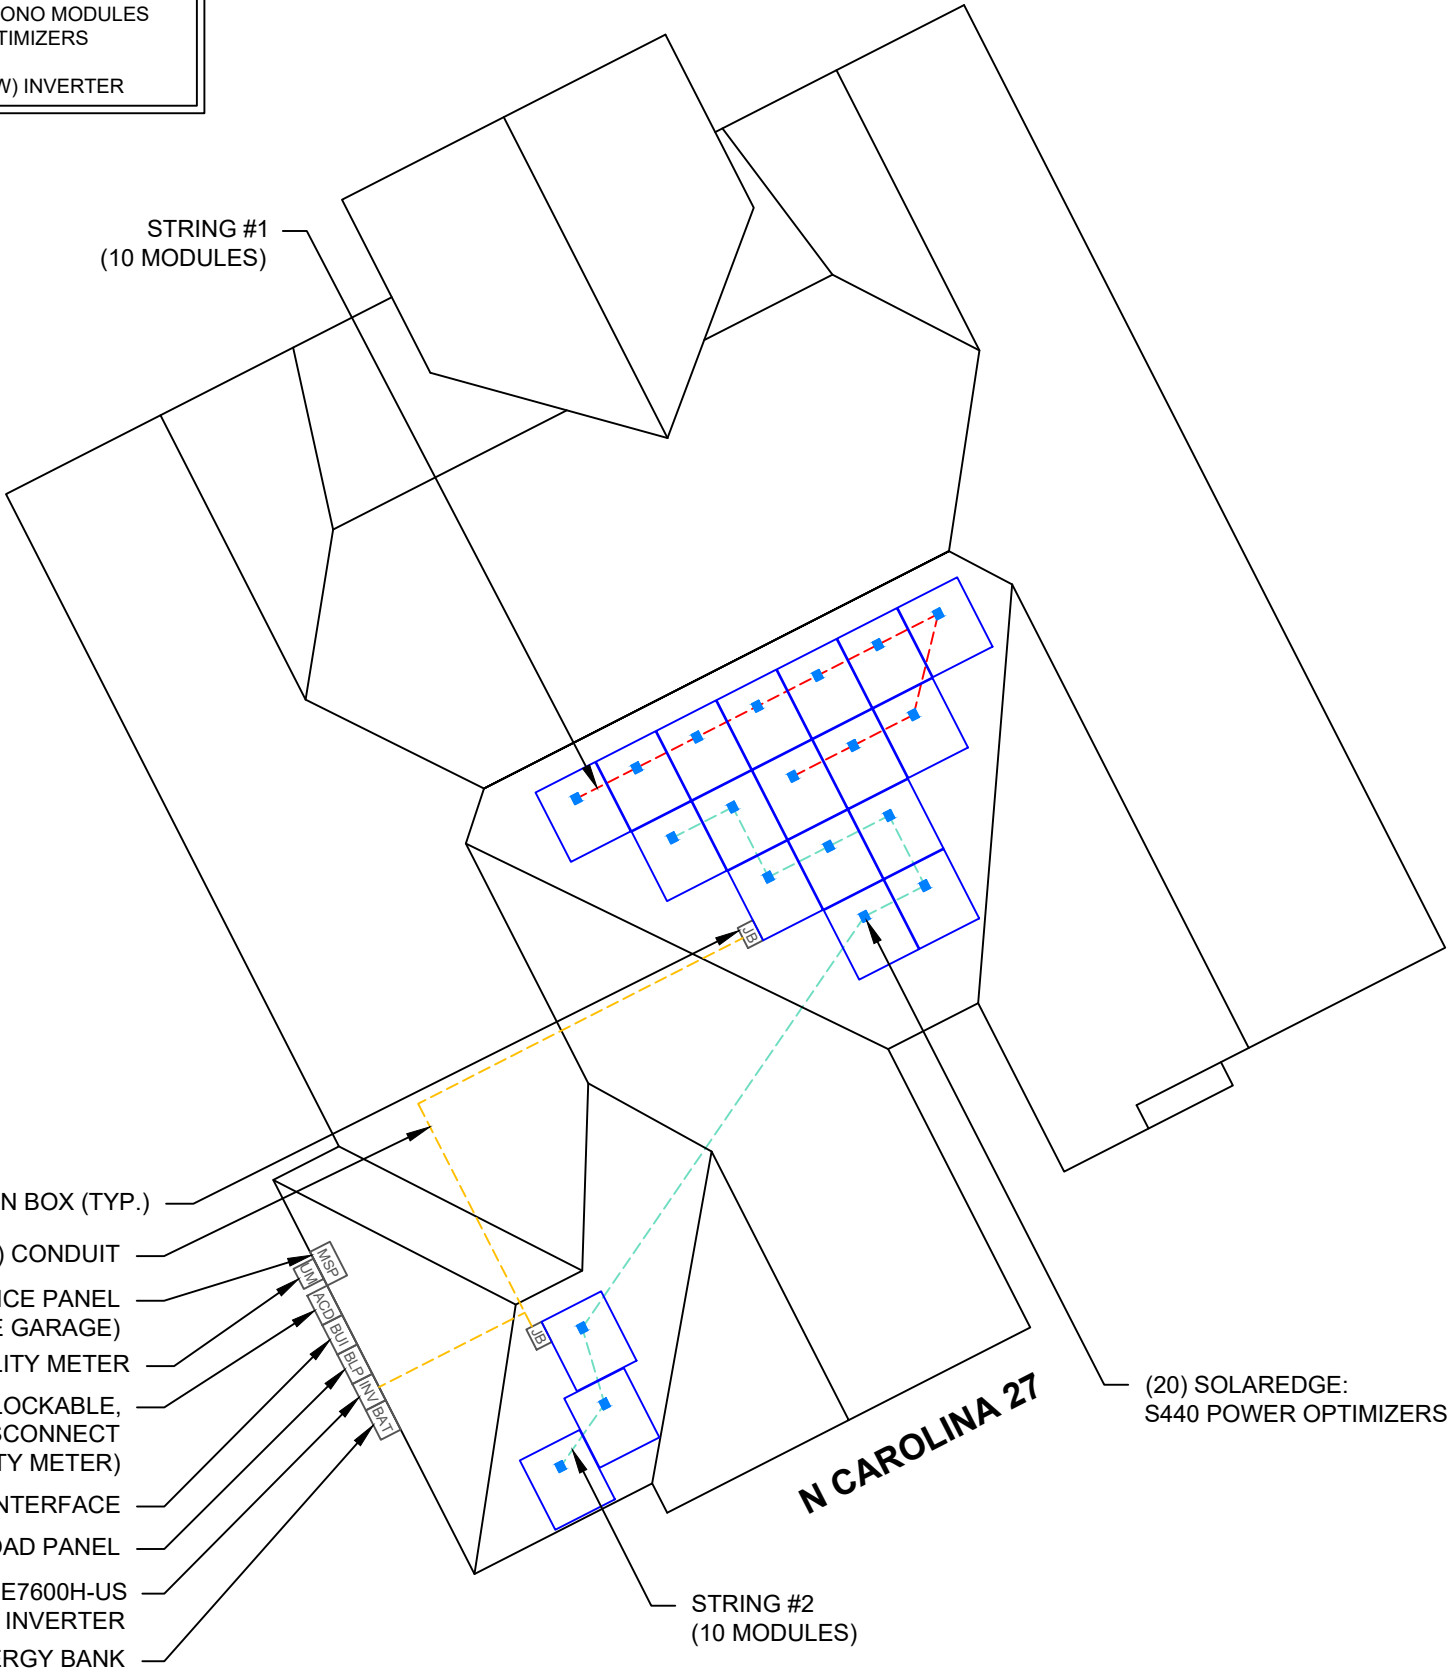 ONO MODULES
TIMIZERS
W) INVERTER
STRING #1
(10 MODULES)
JB
N BOX (TYP.)
) CONDUIT
ICE PANEL
E GARAGE)
LITY METER
LOCKABLE,
SCONNECT
TY METER)
NTERFACE
OAD PANEL
E7600H-US
INVERTER
ERGY BANK
MSP
UM
ACD
BUI
BLP
INV
BAT
JB
N CAROLINA 27
(20) SOLAREDGE:
S440 POWER OPTIMIZERS
STRING #2
(10 MODULES)